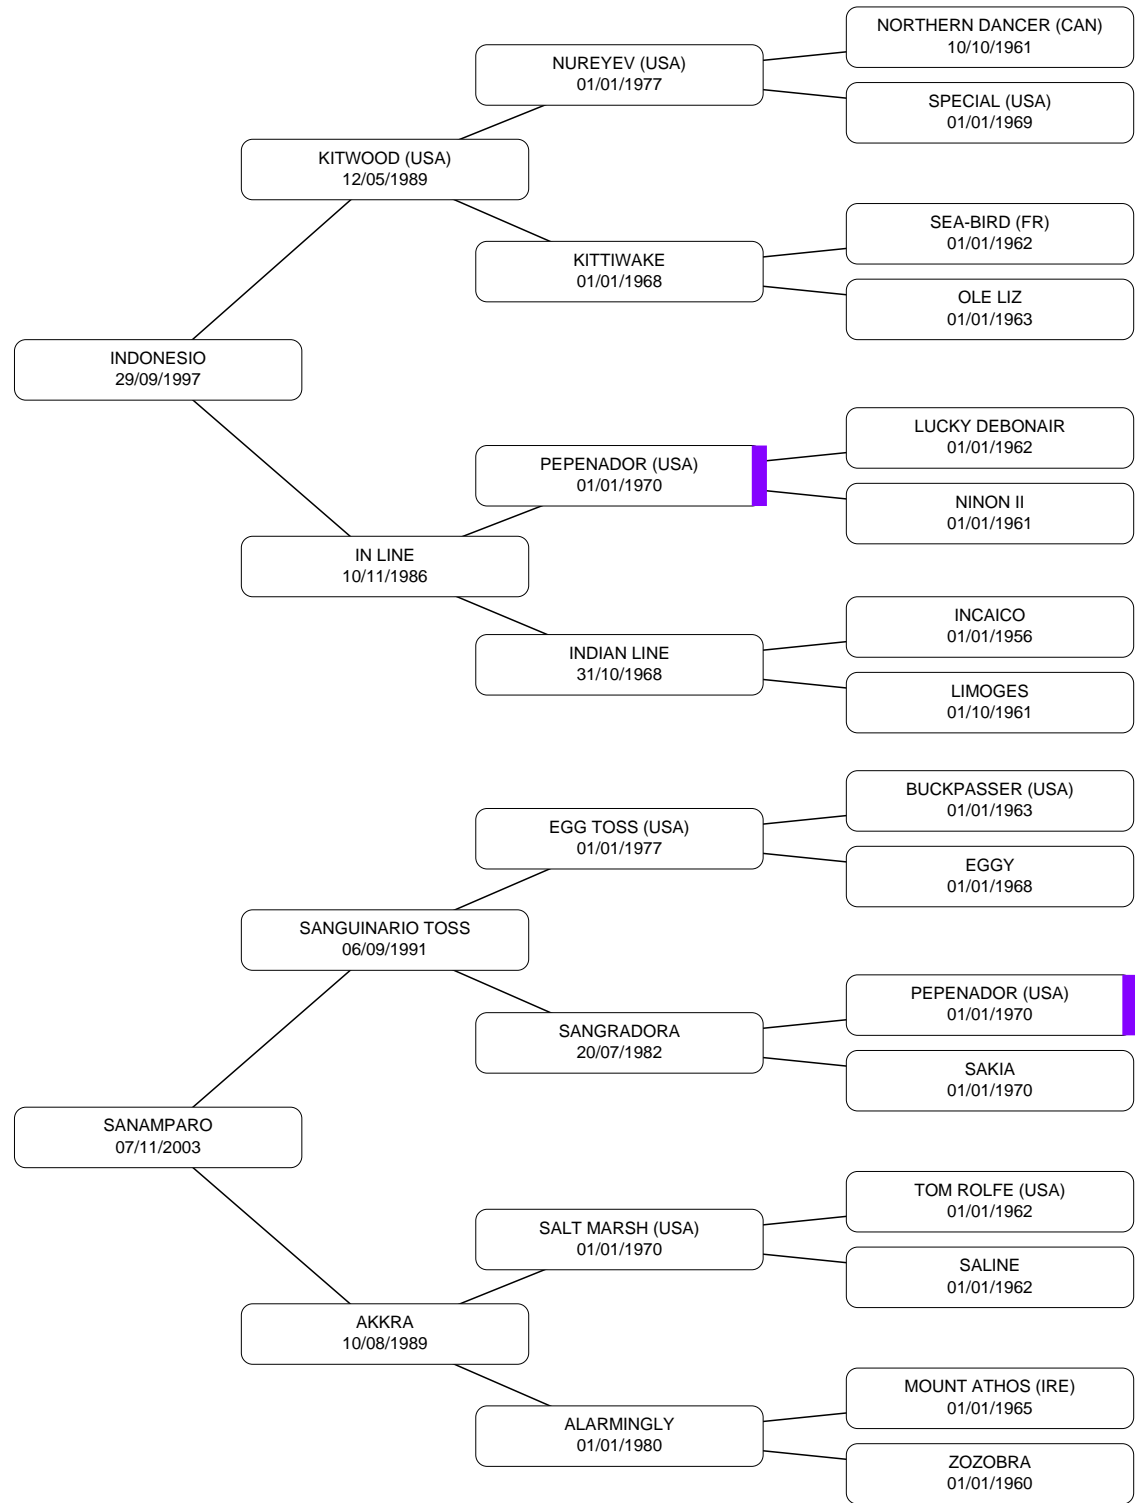 NORTHERN DANCER (CAN)
10/10/1961
NUREYEV (USA)
01/01/1977
SPECIAL (USA)
01/01/1969
KITWOOD (USA)
12/05/1989
SEA-BIRD (FR)
01/01/1962
KITTIWAKE
01/01/1968
OLE LIZ
01/01/1963
INDONESIO
29/09/1997
LUCKY DEBONAIR
01/01/1962
PEPENADOR (USA)
01/01/1970
NINON II
01/01/1961
IN LINE
10/11/1986
INCAICO
01/01/1956
INDIAN LINE
31/10/1968
LIMOGES
01/10/1961
BUCKPASSER (USA)
01/01/1963
EGG TOSS (USA)
01/01/1977
EGGY
01/01/1968
SANGUINARIO TOSS
06/09/1991
PEPENADOR (USA)
01/01/1970
SANGRADORA
20/07/1982
SAKIA
01/01/1970
SANAMPARO
07/11/2003
TOM ROLFE (USA)
01/01/1962
SALT MARSH (USA)
01/01/1970
SALINE
01/01/1962
AKKRA
10/08/1989
MOUNT ATHOS (IRE)
01/01/1965
ALARMINGLY
01/01/1980
ZOZOBRA
01/01/1960